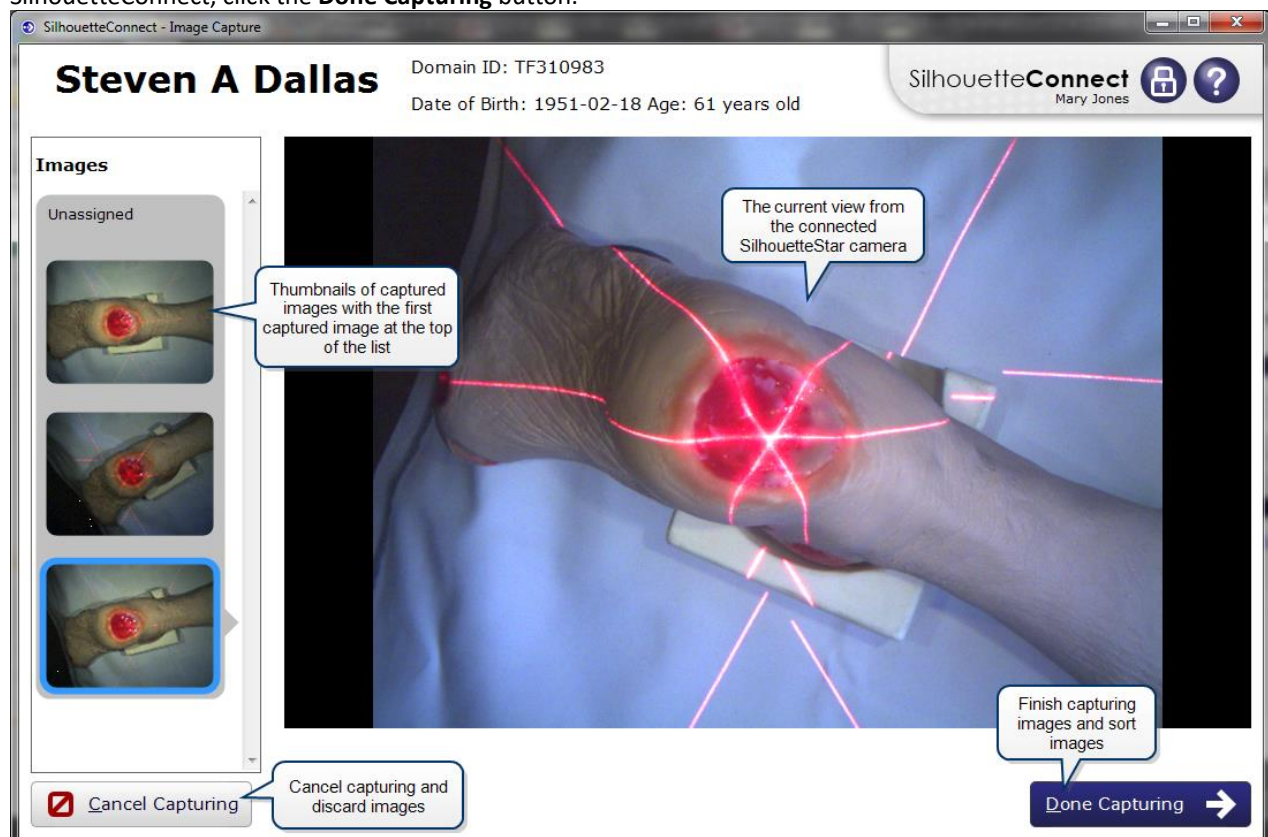 SilhouetteConnect, click the Done Capturing button.
SilhouetteConnect - Image Capture
Steven A Dallas
Domain ID: TF310983
Date of Birth: 1951-02-18 Age: 61 years old
SilhouetteConnect
Mary Jones
?
Images
Unassigned
Thumbnails of captured
images with the first
captured image at the top
of the list
The current view from
the connected
SilhouetteStar camera
Finish capturing
images and sort
images
Cancel Capturing
Cancel capturing and
discard images
Done Capturing